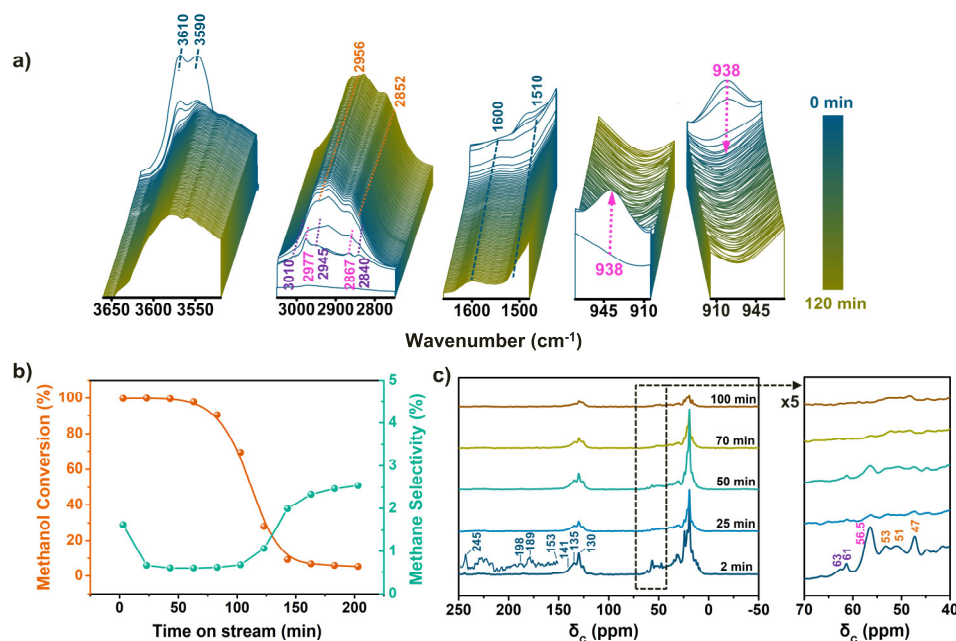 a)
3610
3590
2956
2852
1600
1510
938
938
0 min
120 min
3010
2977
2945
2867
2840
3650 3600 3550
3000 2900 2800
1600 1500
945 910
910 945
Wavenumber (cm⁻¹)
b)
Methanol Conversion (%)
100
80
60
40
20
0
Methane Selectivity (%)
5
4
3
2
1
0
0 50 100 150 200
Time on stream (min)
c)
x5
100 min
70 min
50 min
25 min
2 min
245
198
189
153
141
135
130
250 200 150 100 50 0 -50
δC (ppm)
63
61
56.5
53
51
47
70 60 50 40
δC (ppm)